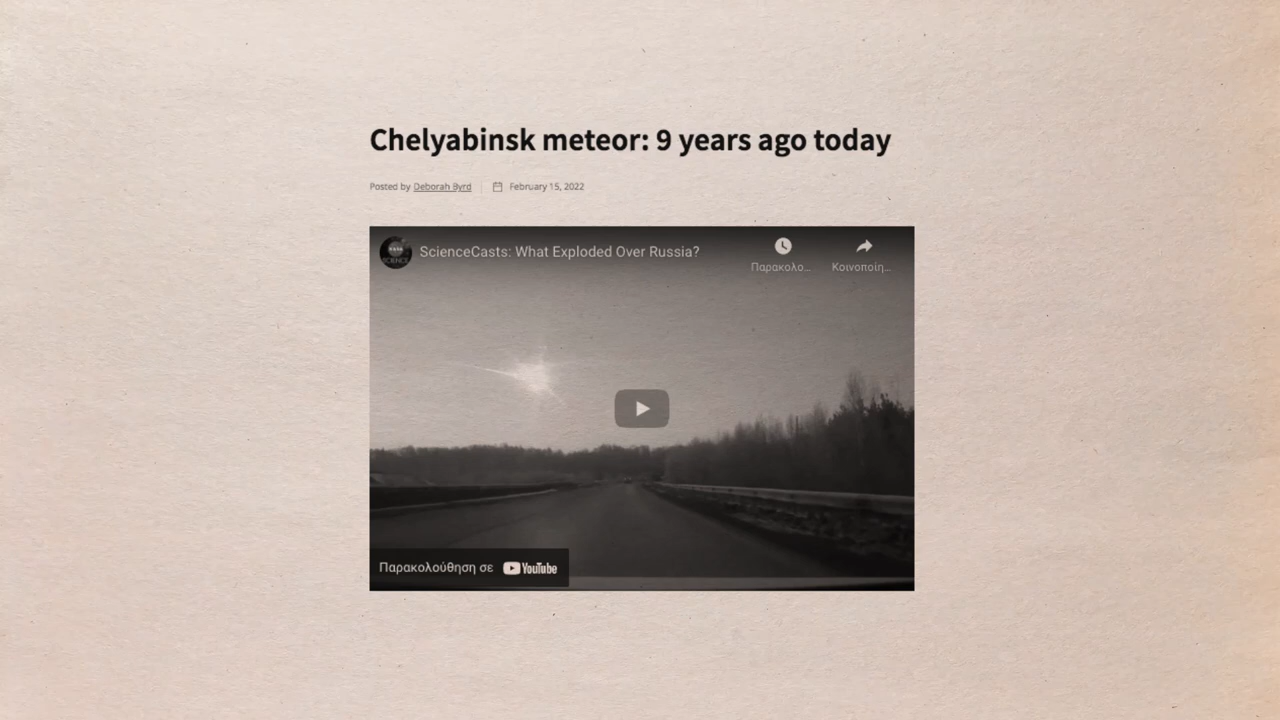 Chelyabinsk meteor: 9 years ago today
Posted by Deborah Byrd February 15, 2022
ScienceCasts: What Exploded Over Russia?
Παρακολο... Κοινοποίη...
Παρακολούθηση σε YouTube